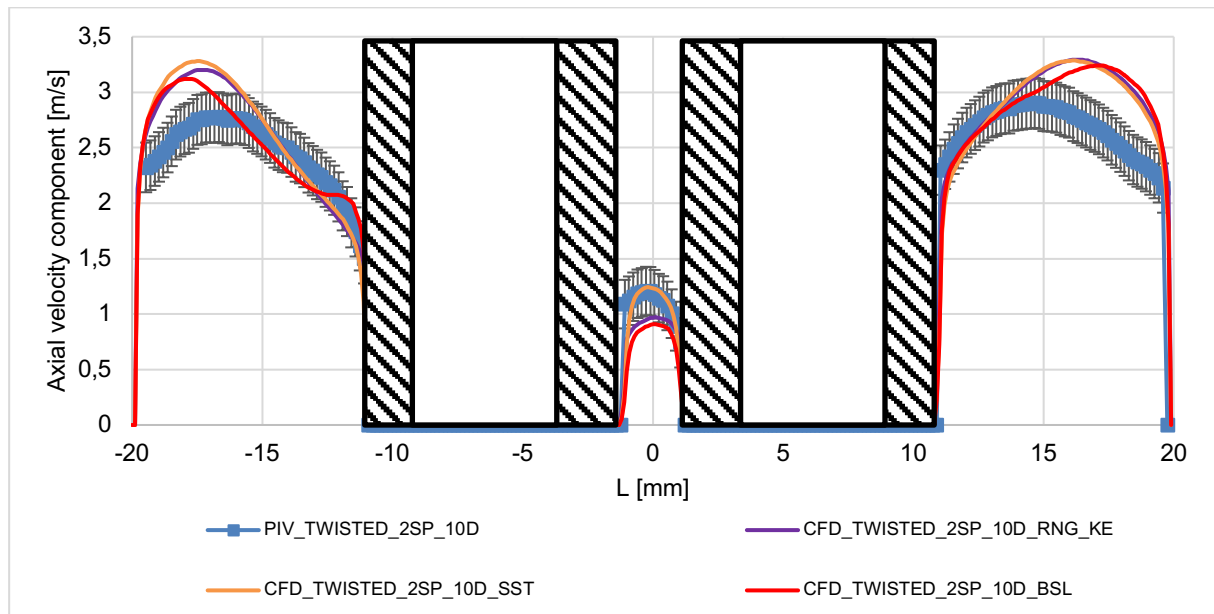 3,5
3
2,5
2
1,5
1
0,5
0
Axial velocity component [m/s]
-20 -15 -10 -5 0 5 10 15 20
L [mm]
PIV_TWISTED_2SP_10D CFD_TWISTED_2SP_10D_RNG_KE
CFD_TWISTED_2SP_10D_SST CFD_TWISTED_2SP_10D_BSL